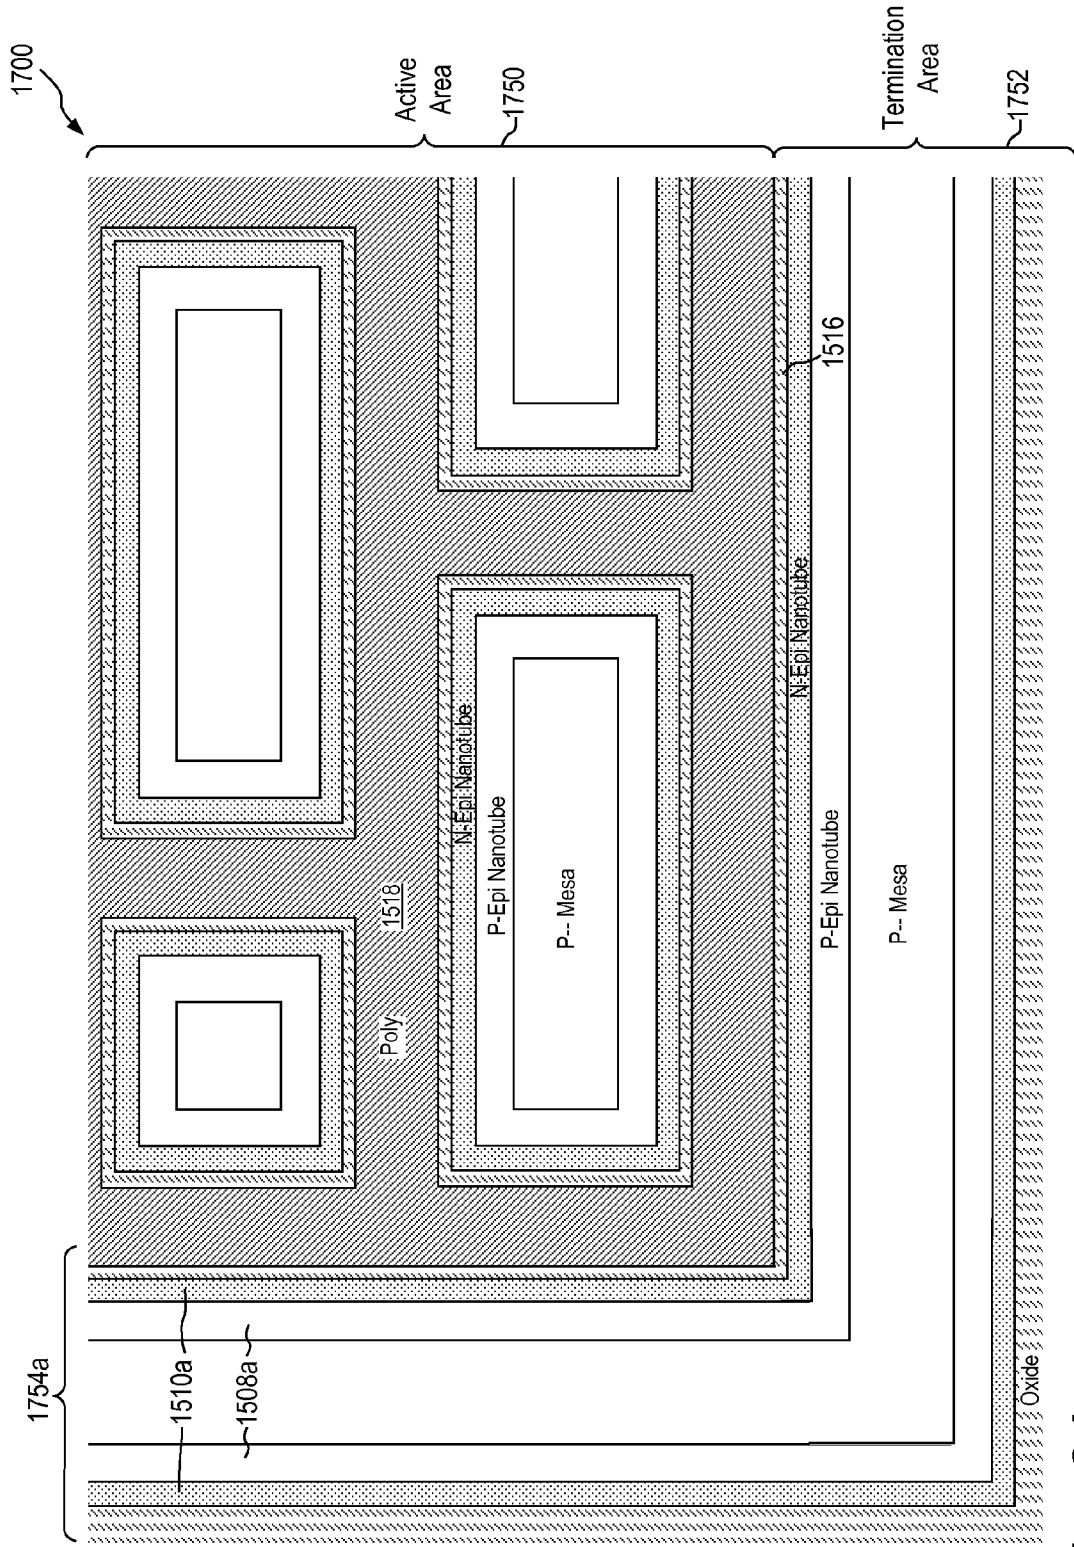 1700
Active
Area
1750
Termination
Area
1752
1516
N-Epi Nanotube
P-Epi Nanotube
P-- Mesa
1518
Poly
N-Epi Nanotube
P-Epi Nanotube
P-- Mesa
1754a
1510a
1508a
Oxide